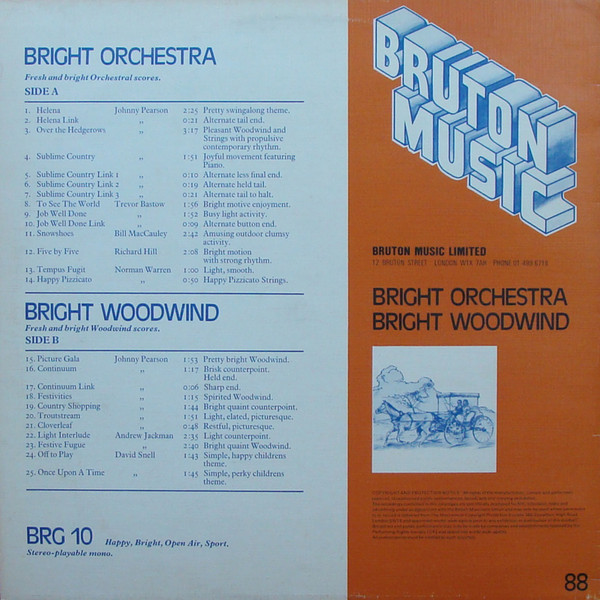 BRIGHT ORCHESTRA
Fresh and bright Orchestral scores.
SIDE A
1. Helena Johnny Pearson 2:25 Pretty swingalong theme.
2. Helena Link ,, 0:21 Alternate tail end.
3. Over the Hedgerows ,, 3:17 Pleasant Woodwind and
Strings with propulsive
contemporary rhythm.
4. Sublime Country ,, 1:51 Joyful movement featuring
Piano.
5. Sublime Country Link 1 ,, 0:10 Alternate less final end.
6. Sublime Country Link 2 ,, 0:19 Alternate held tail.
7. Sublime Country Link 3 ,, 0:21 Alternate tail to halt.
8. To See The World Trevor Bastow 1:56 Bright motive enjoyment.
9. Job Well Done ,, 1:52 Busy light activity.
10. Job Well Done Link ,, 0:09 Alternate button end.
11. Snowshoes Bill MacCauley 2:42 Amusing outdoor clumsy
activity.
12. Five by Five Richard Hill 2:08 Bright motion
with strong rhythm.
13. Tempus Fugit Norman Warren 1:00 Light, smooth.
14. Happy Pizzicato ,, 0:50 Happy Pizzicato Strings.
BRIGHT WOODWIND
Fresh and bright Woodwind scores.
SIDE B
15. Picture Gala Johnny Pearson 1:53 Pretty bright Woodwind.
16. Continuum ,, 1:17 Brisk counterpoint.
Held end.
17. Continuum Link ,, 0:06 Sharp end.
18. Festivities ,, 1:15 Spirited Woodwind.
19. Country Shopping ,, 1:44 Bright quaint counterpoint.
20. Troutstream ,, 1:51 Light, elated, picturesque.
21. Cloverleaf ,, 0:48 Restful, picturesque.
22. Light Interlude Andrew Jackman 2:35 Light counterpoint.
23. Festive Fugue ,, 2:40 Bright quaint Woodwind.
24. Off to Play David Snell 1:43 Simple, happy childrens
theme.
25. Once Upon A Time ,, 1:45 Simple, perky childrens
theme.
BRG 10 Happy, Bright, Open Air, Sport.
Stereo-playable mono.
BRUTON
MUSIC
BRUTON MUSIC LIMITED
12 BRUTON STREET · LONDON W1X 7AH · PHONE 01 499
BRIGHT ORCHESTRA
BRIGHT WOODWIND
88